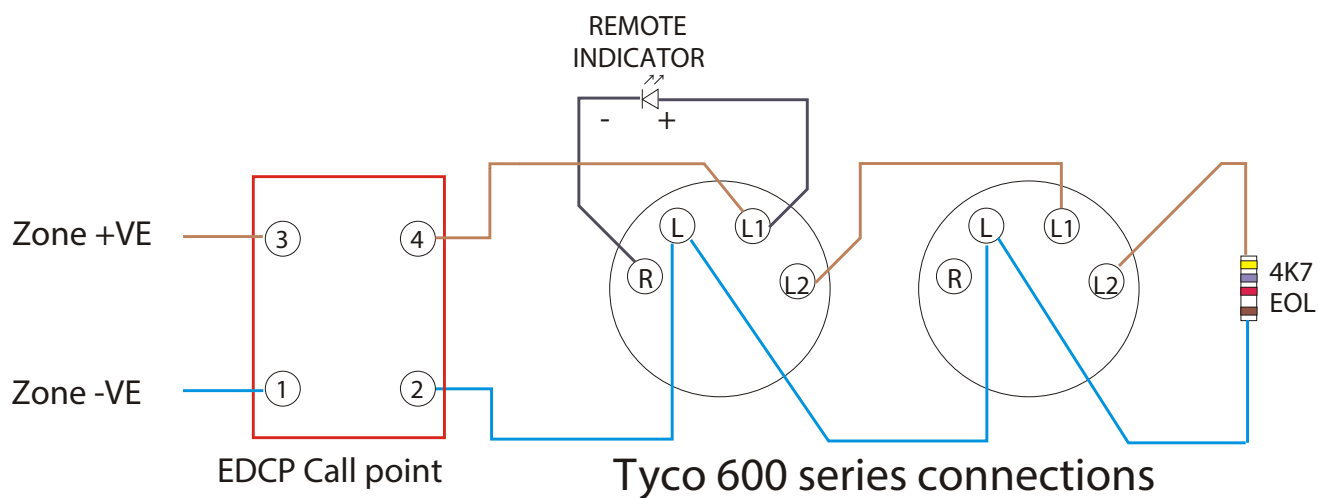 REMOTE
INDICATOR
- +
Zone +VE
3 4
L L1 L L1
R L2 R L2
4K7
EOL
Zone -VE
1 2
EDCP Call point
Tyco 600 series connections